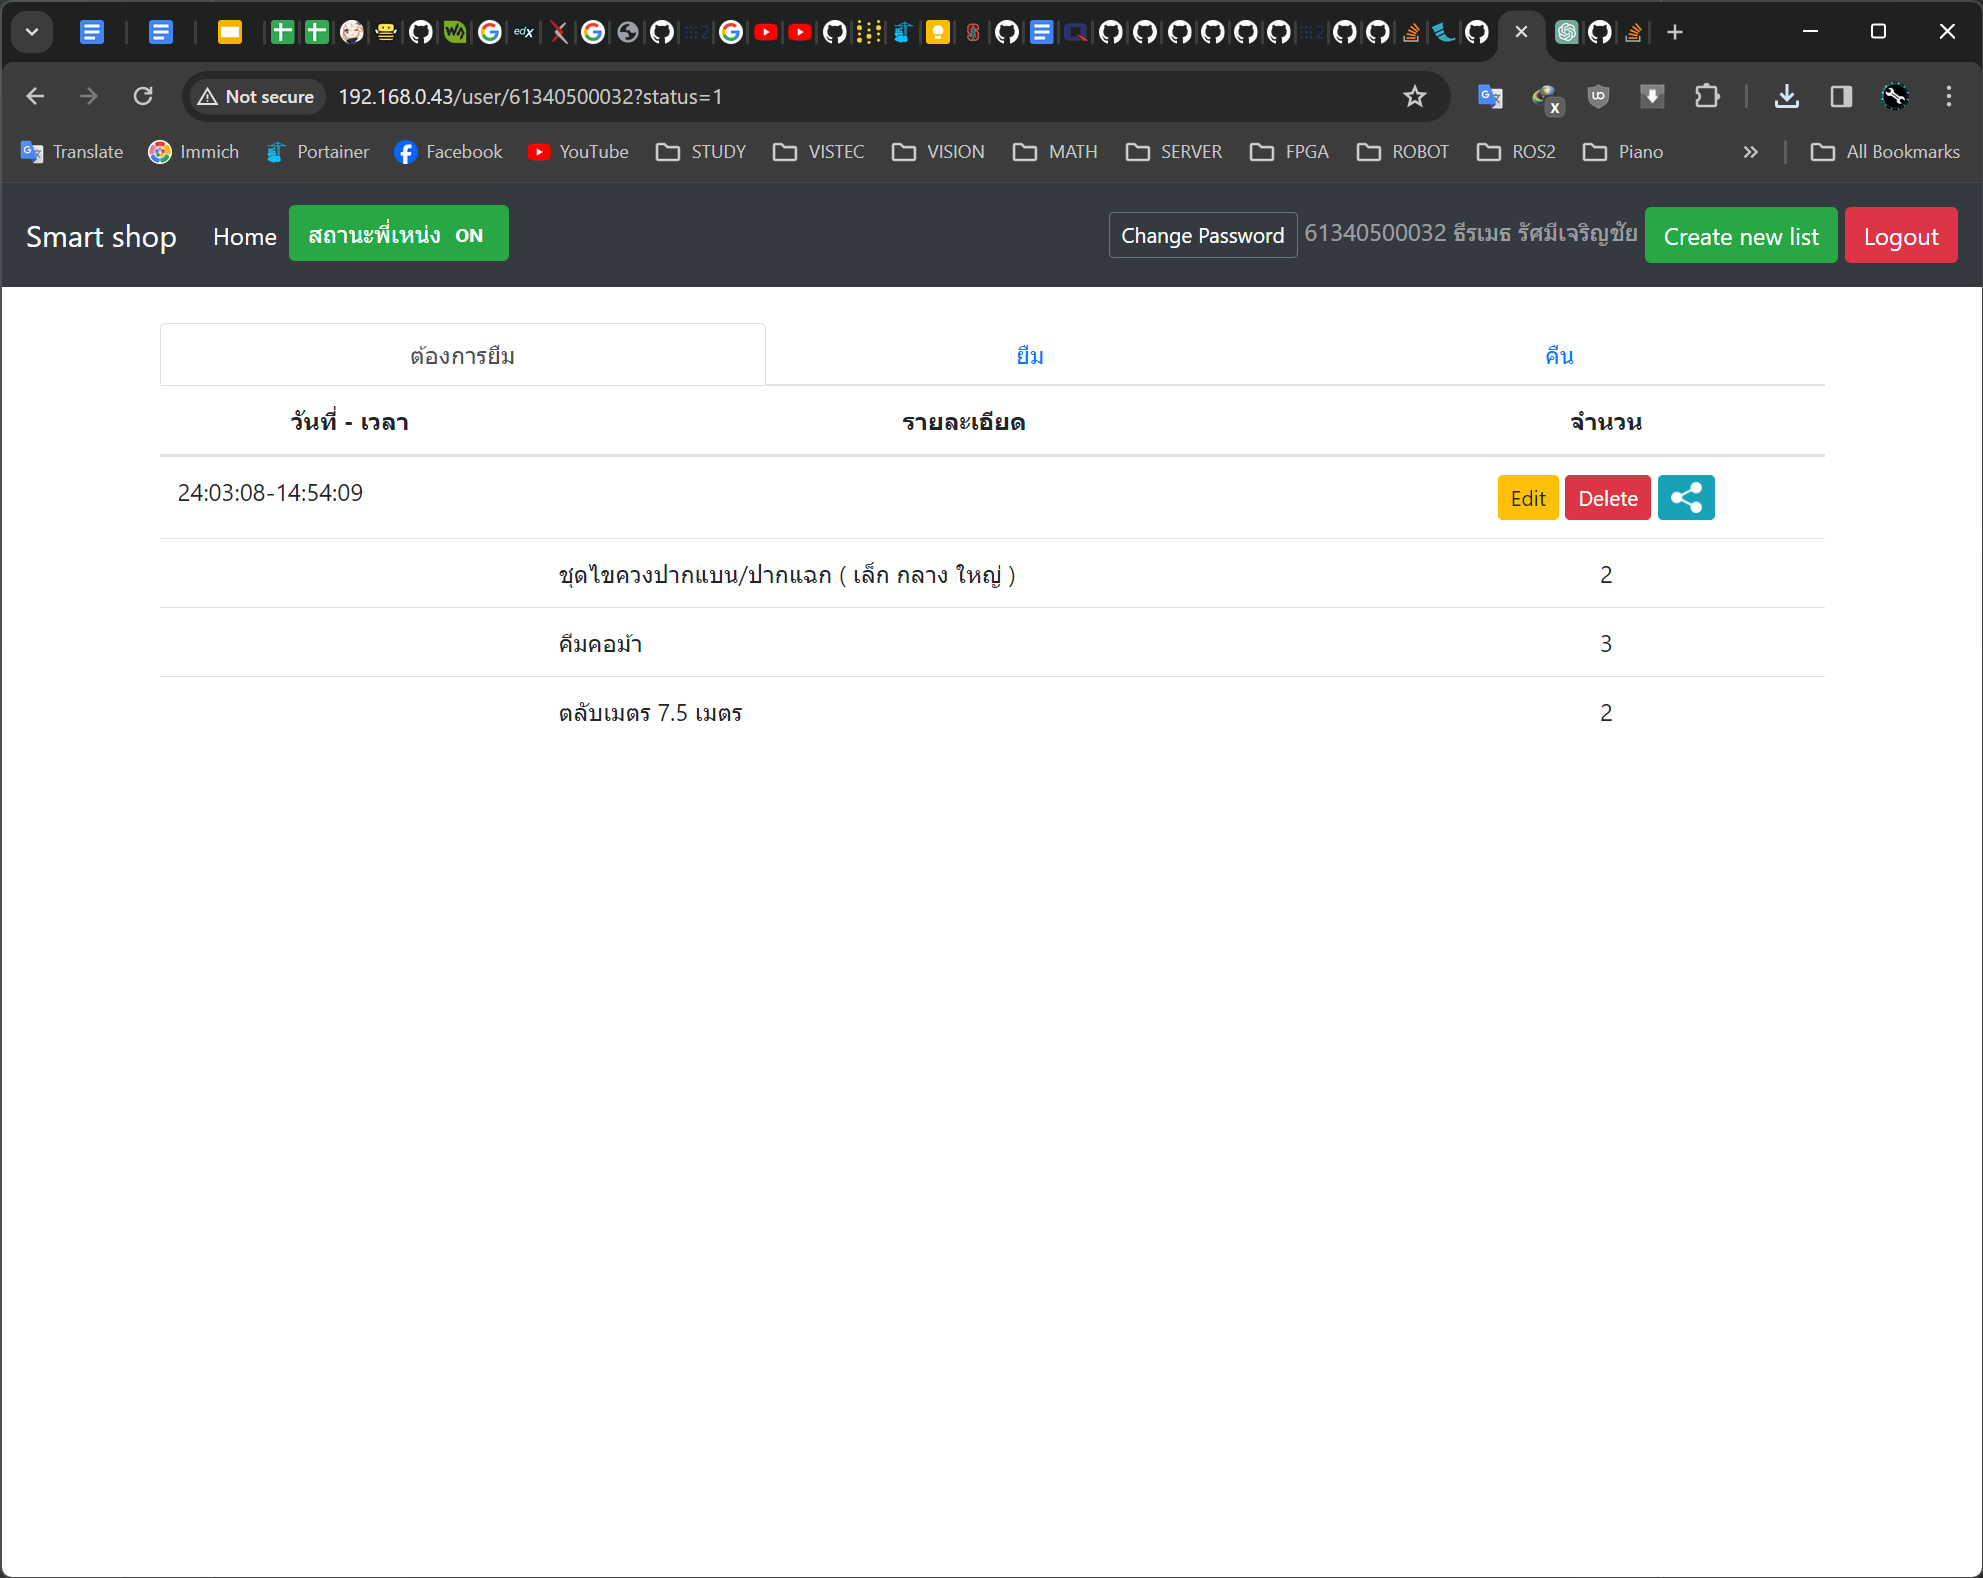 Not secure 192.168.0.43/user/61340500032?status=1
Translate Immich Portainer Facebook YouTube STUDY VISTEC VISION MATH SERVER FPGA ROBOT ROS2 Piano » All Bookmarks
Smart shop Home สถานะพี่เหน่ง ON Change Password 61340500032 ธีรเมธ รัศมีเจริญชัย Create new list Logout
ต้องการยืม ยืม คืน
วันที่ - เวลา รายละเอียด จำนวน
24:03:08-14:54:09 Edit Delete
ชุดไขควงปากแบน/ปากแฉก ( เล็ก กลาง ใหญ่ ) 2
คีมคอม้า 3
ตลับเมตร 7.5 เมตร 2